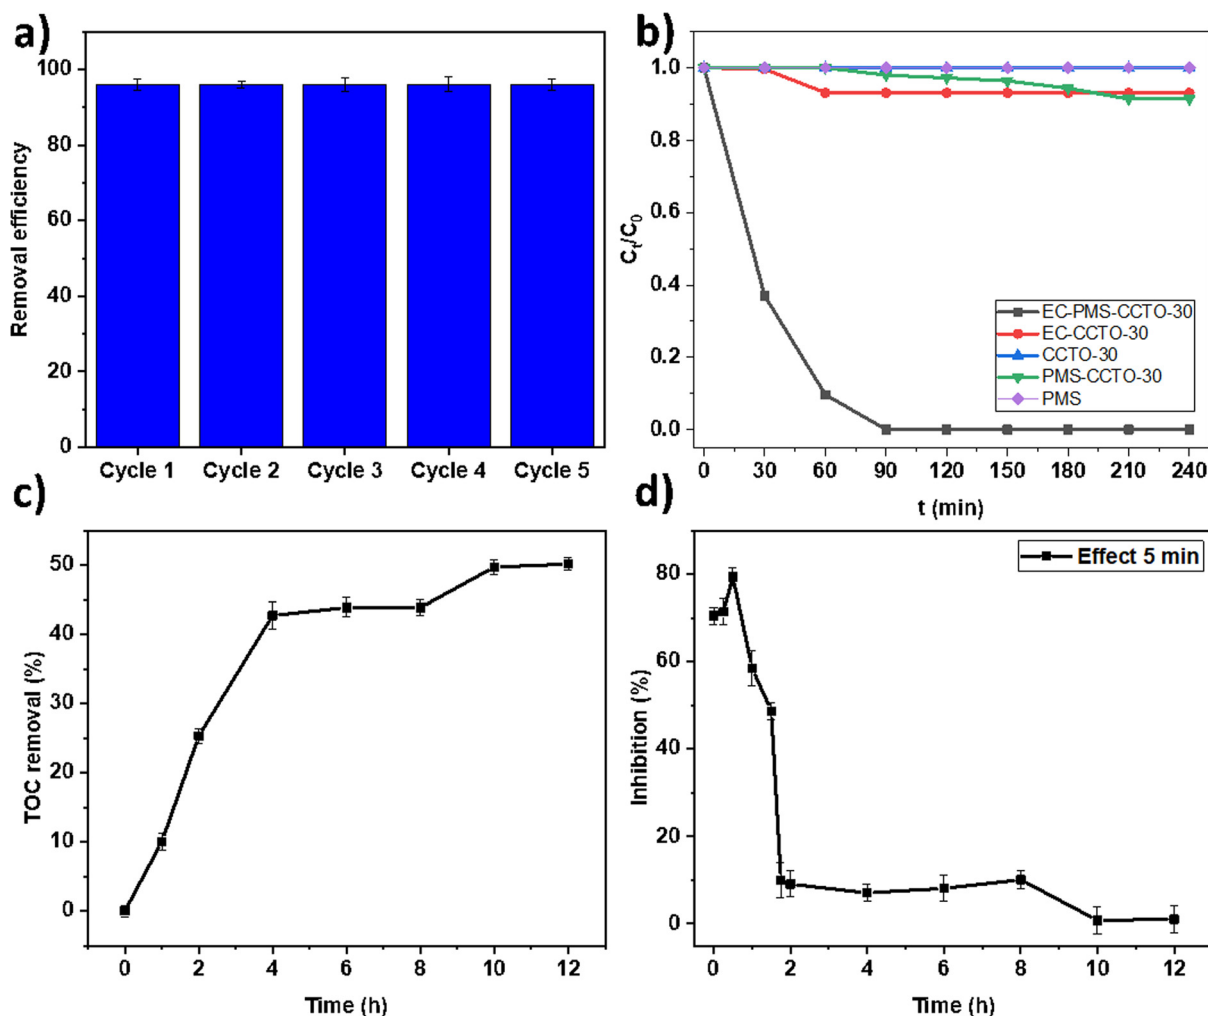 a)
Removal efficiency
100
80
60
40
20
0
Cycle 1 Cycle 2 Cycle 3 Cycle 4 Cycle 5
b)
Cₜ/C₀
1.0
0.8
0.6
0.4
0.2
0.0
EC-PMS-CCTO-30
EC-CCTO-30
CCTO-30
PMS-CCTO-30
PMS
0 30 60 90 120 150 180 210 240
t (min)
c)
TOC removal (%)
50
40
30
20
10
0
0 2 4 6 8 10 12
Time (h)
d)
Inhibition (%)
80
60
40
20
0
Effect 5 min
0 2 4 6 8 10 12
Time (h)